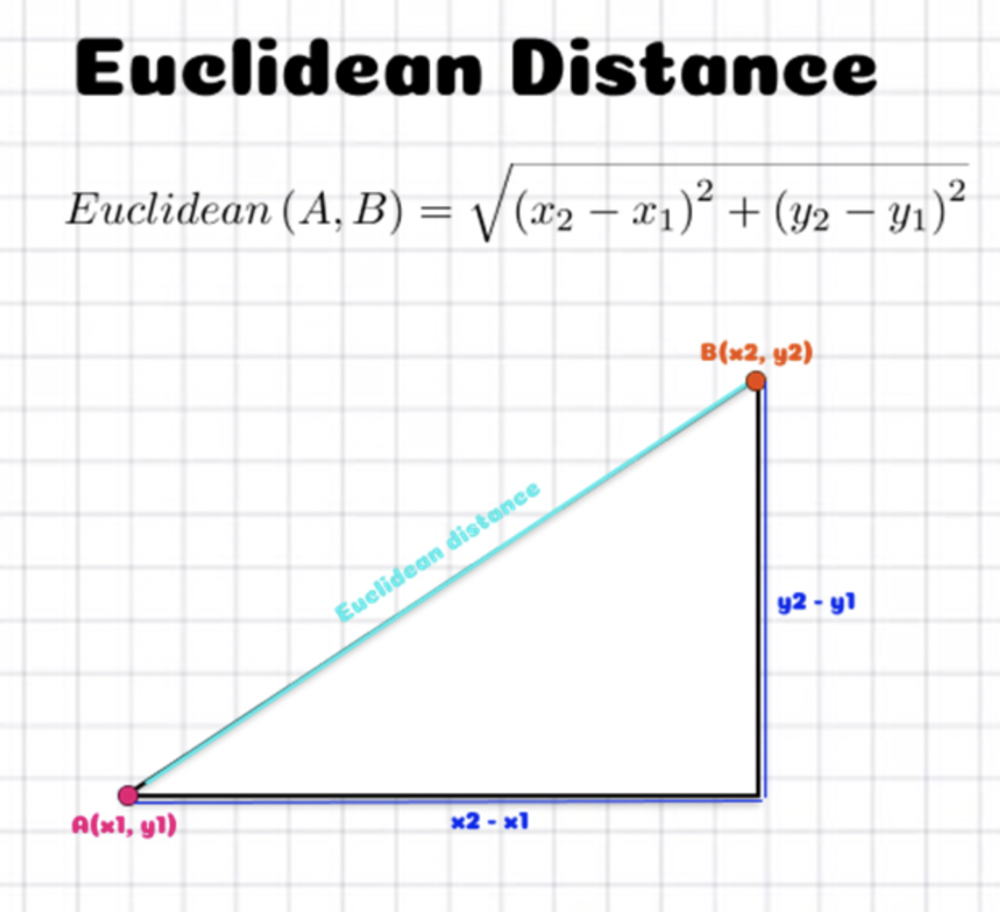 Euclidean Distance
Euclidean (A, B) = √((x₂ − x₁)² + (y₂ − y₁)²)
B(x2, y2)
Euclidean distance
y2 - y1
x2 - x1
A(x1, y1)